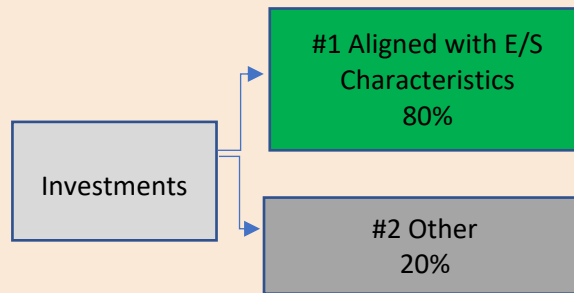 #1 Aligned with E/S
Characteristics
80%
Investments
#2 Other
20%